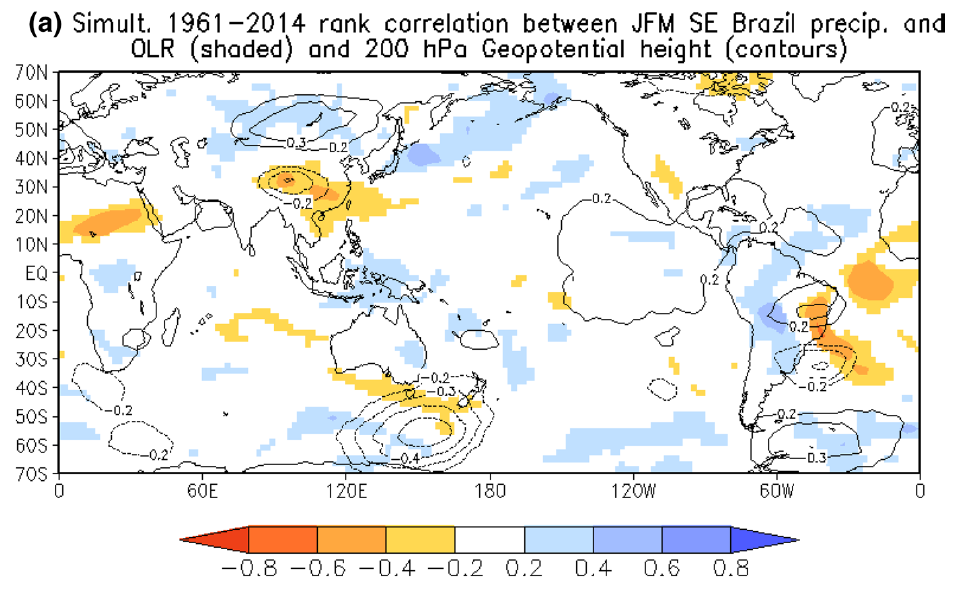 (a) Simult. 1961−2014 rank correlation between JFM SE Brazil precip. and
OLR (shaded) and 200 hPa Geopotential height (contours)
70N
60N
50N
40N
30N
20N
10N
EQ
10S
20S
30S
40S
50S
60S
70S
0.2
−0.3
−0.2
−0.2
−0.2
−0.2
0.2
0.2
0.2
−0.2
−0.2
−0.3
−0.2
−0.2
−0.4
−0.2
−0.3
0 60E 120E 180 120W 60W 0
−0.8 −0.6 −0.4 −0.2 0.2 0.4 0.6 0.8